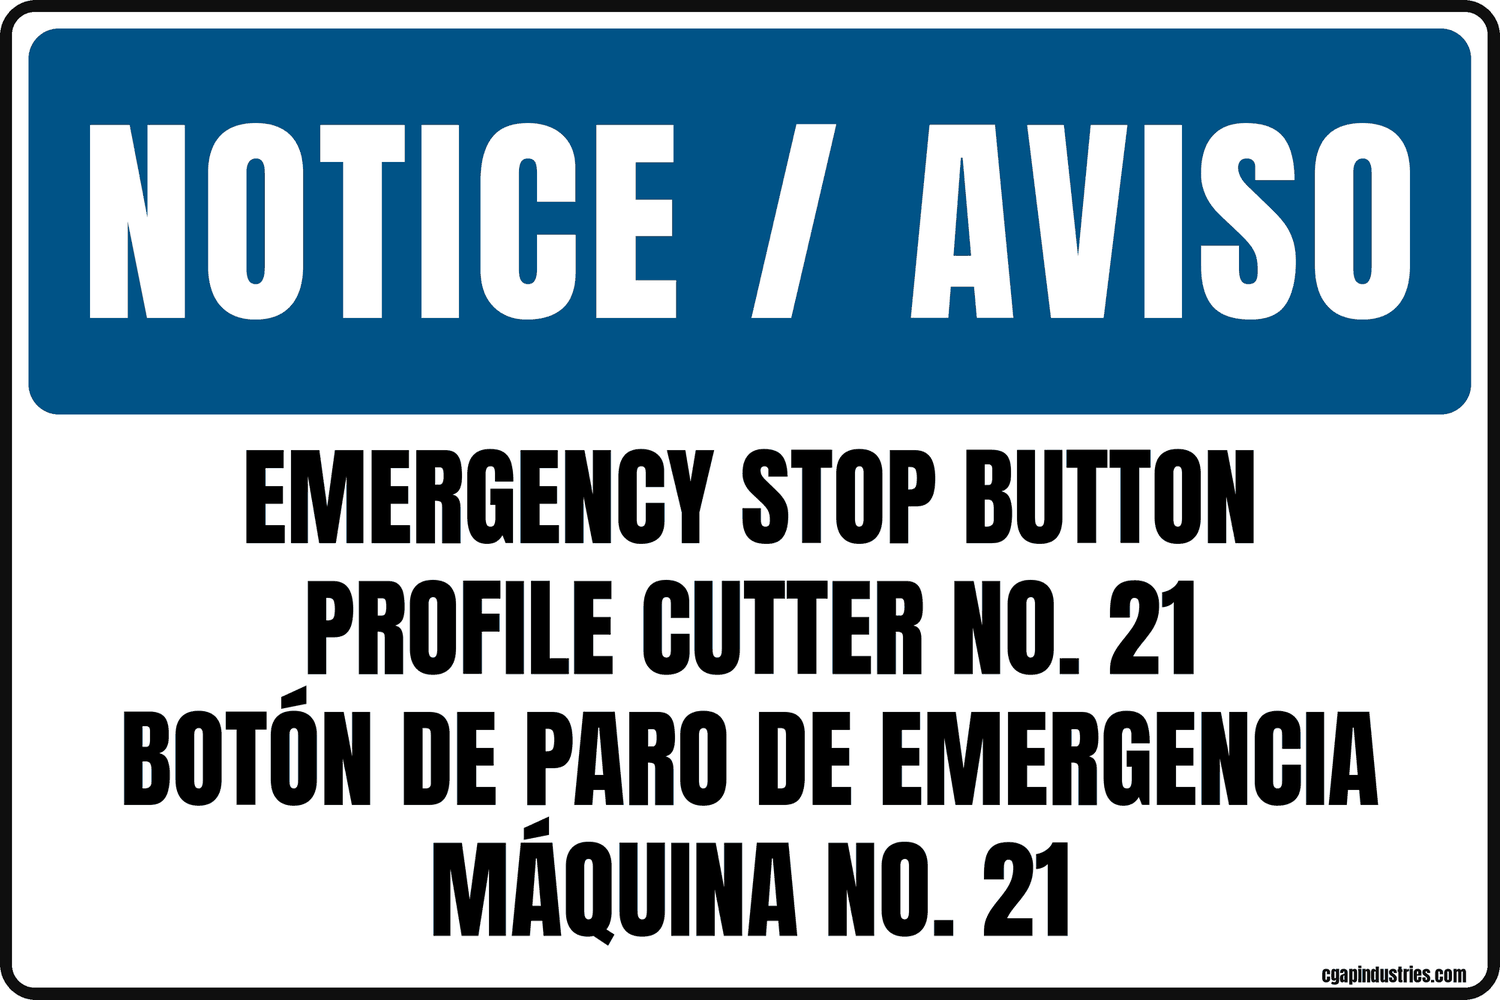 NOTICE / AVISO
EMERGENCY STOP BUTTON
PROFILE CUTTER NO. 21
BOTÓN DE PARO DE EMERGENCIA
MÁQUINA NO. 21
cgapindustries.com